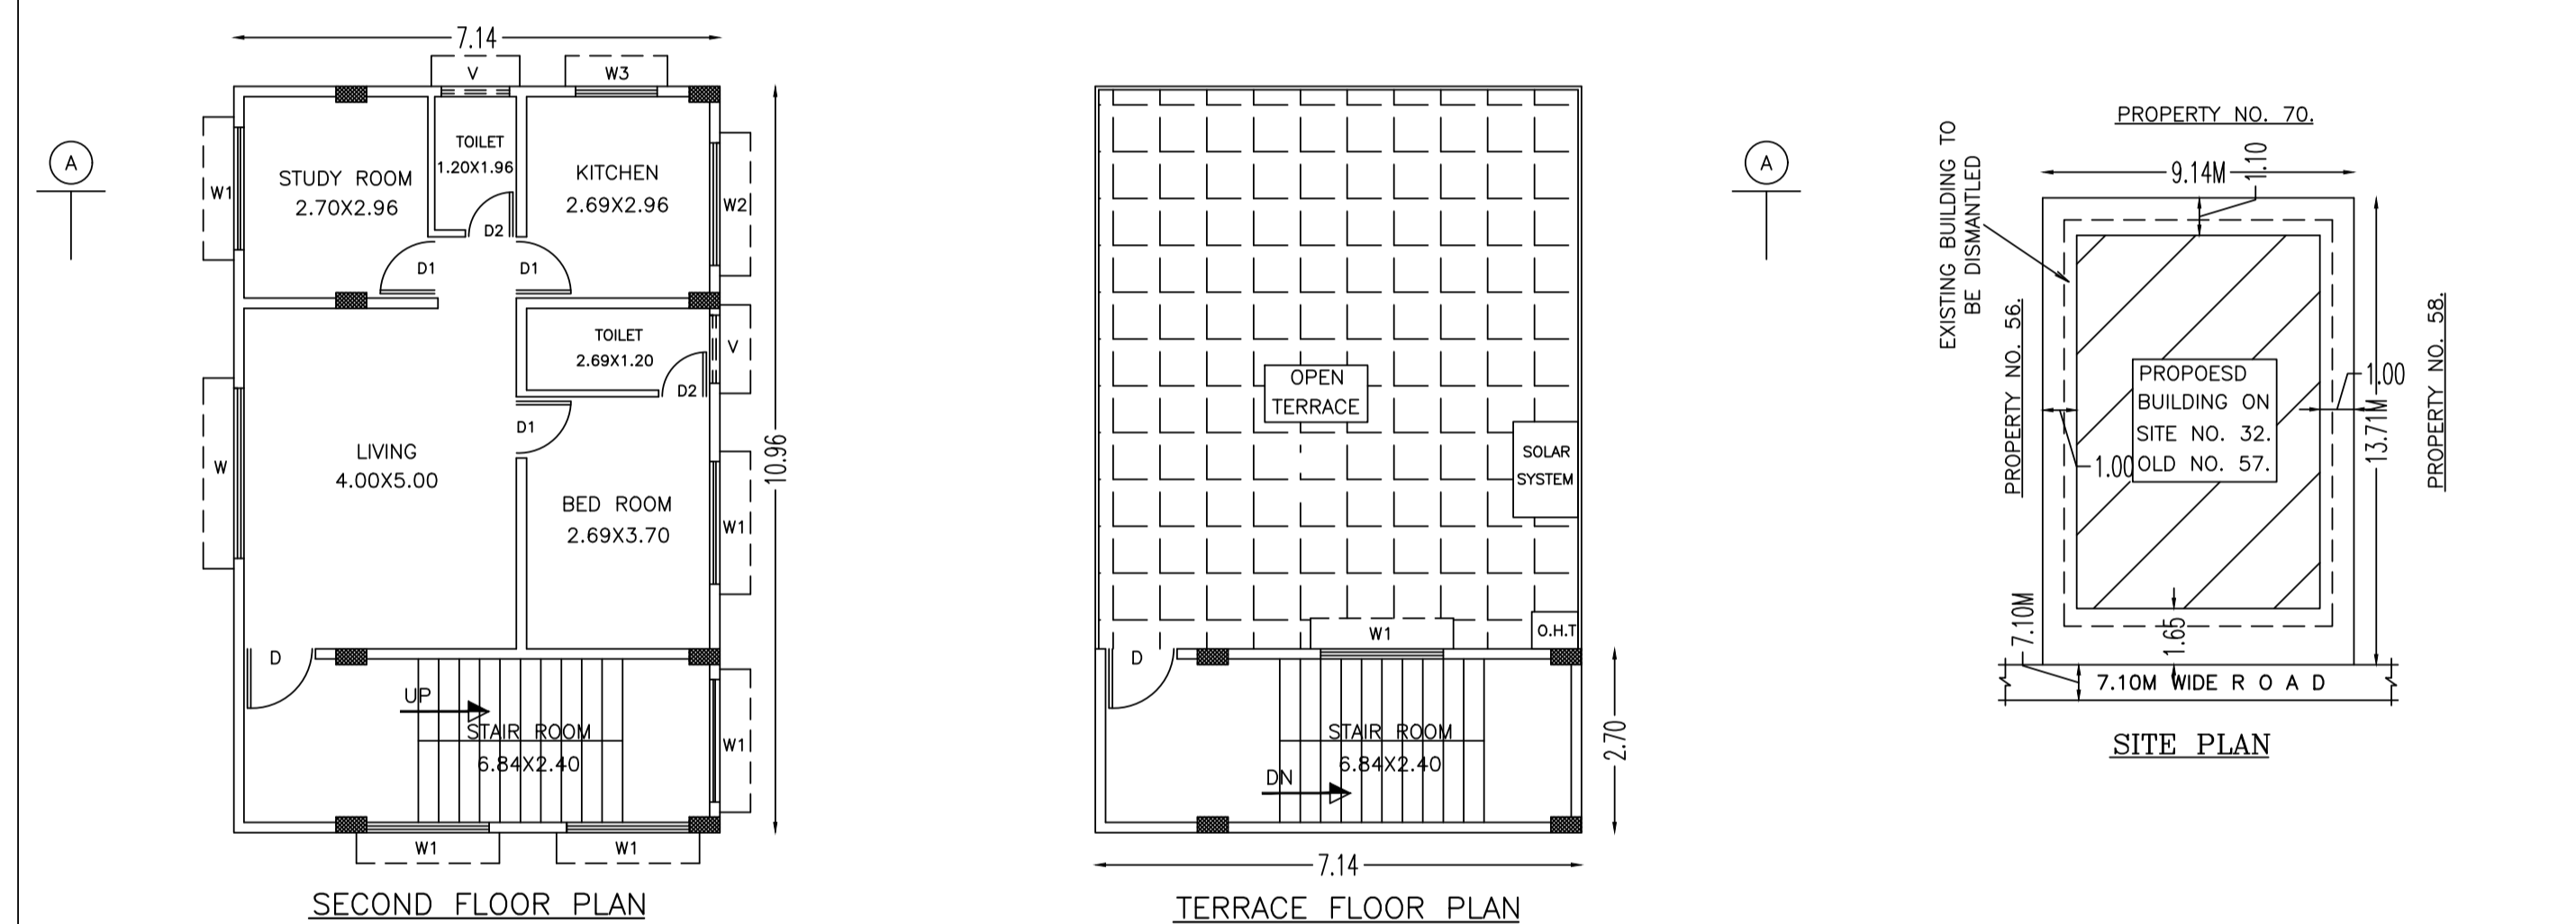 7.14
V
W3
A
W1
STUDY ROOM
2.70X2.96
TOILET
1.20X1.96
D2
KITCHEN
2.69X2.96
W2
D1
D1
TOILET
2.69X1.20
V
D2
W
LIVING
4.00X5.00
D1
BED ROOM
2.69X3.70
W1
10.96
D
UP
STAIR ROOM
6.84X2.40
W1
W1
W1
SECOND FLOOR PLAN
OPEN
TERRACE
SOLAR
SYSTEM
O.H.T
W1
D
STAIR ROOM
6.84X2.40
DN
2.70
7.14
TERRACE FLOOR PLAN
A
PROPERTY NO. 70.
9.14M
1.10
EXISTING BUILDING TO
BE DISMANTLED
PROPERTY NO. 56.
PROPOESD
BUILDING ON
SITE NO. 32.
OLD NO. 57.
1.00
1.00
13.71M
PROPERTY NO. 58.
7.10M
1.65
7.10M WIDE R O A D
SITE PLAN